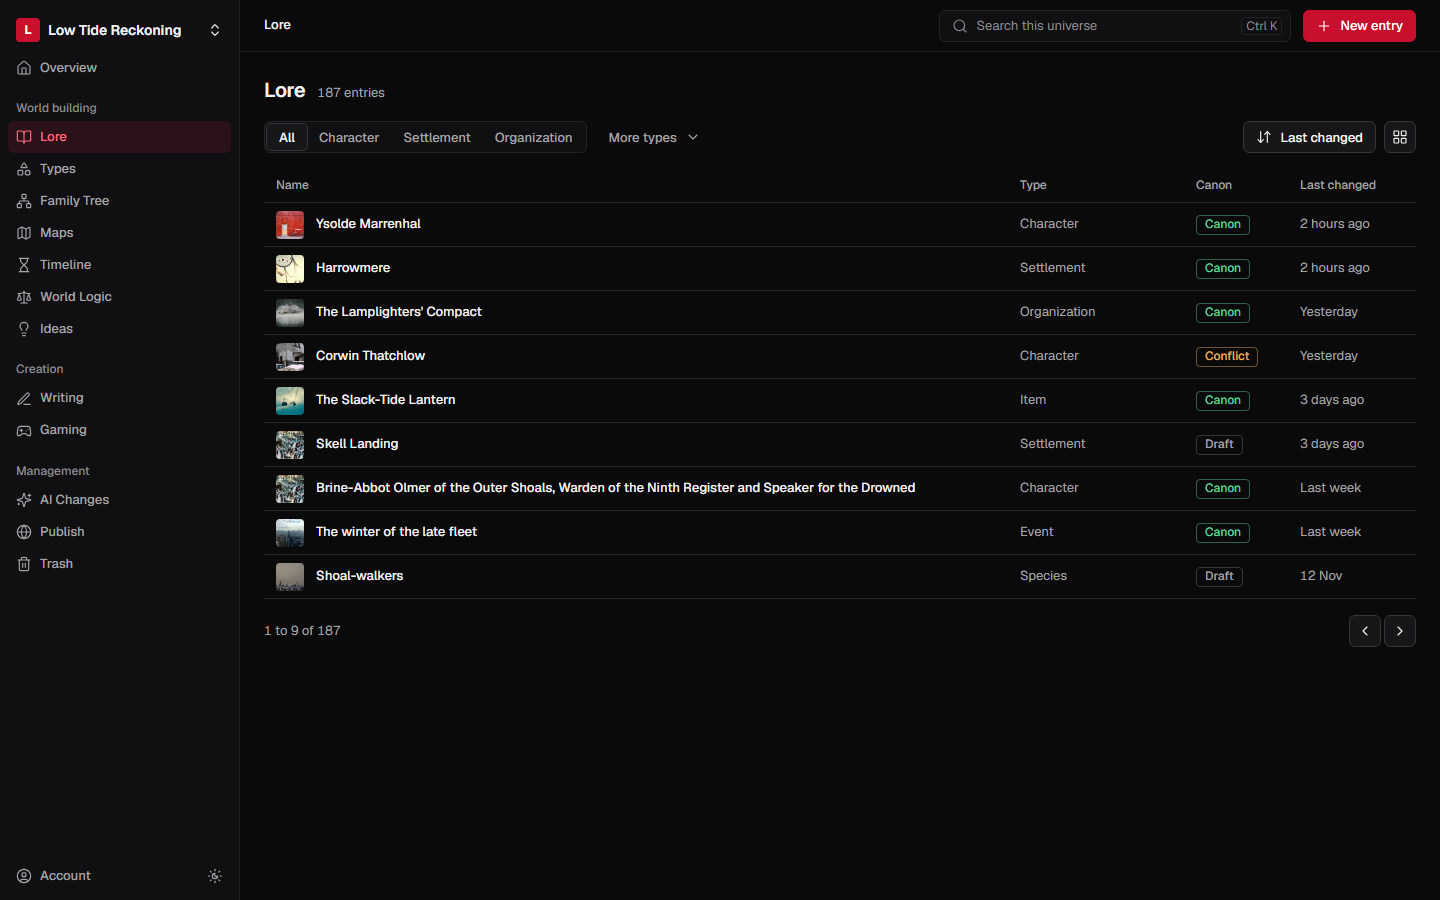 L Low Tide Reckoning
Overview
World building
Lore
Types
Family Tree
Maps
Timeline
World Logic
Ideas
Creation
Writing
Gaming
Management
AI Changes
Publish
Trash
Account
Lore
Search this universe Ctrl K
New entry
Lore 187 entries
All Character Settlement Organization More types
Last changed
Name Type Canon Last changed
Ysolde Marrenhal Character Canon 2 hours ago
Harrowmere Settlement Canon 2 hours ago
The Lamplighters' Compact Organization Canon Yesterday
Corwin Thatchlow Character Conflict Yesterday
The Slack-Tide Lantern Item Canon 3 days ago
Skell Landing Settlement Draft 3 days ago
Brine-Abbot Olmer of the Outer Shoals, Warden of the Ninth Register and Speaker for the Drowned Character Canon Last week
The winter of the late fleet Event Canon Last week
Shoal-walkers Species Draft 12 Nov
1 to 9 of 187